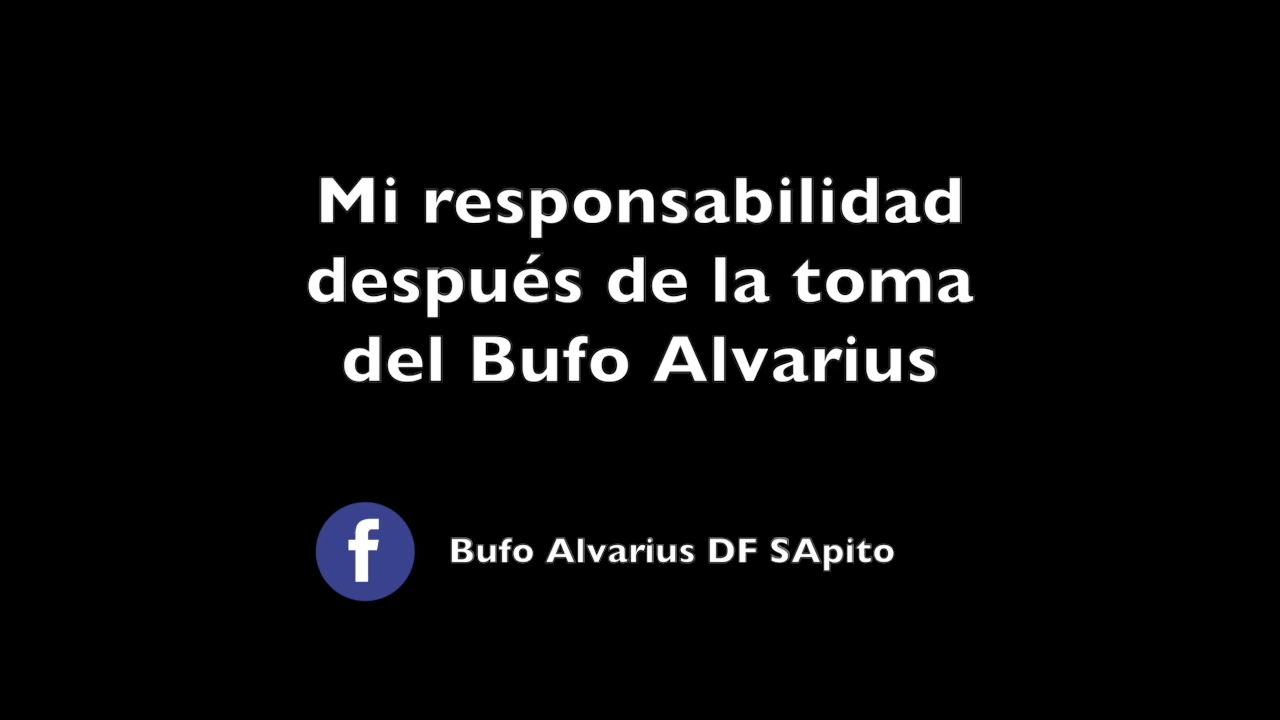 Mi responsabilidad
después de la toma
del Bufo Alvarius
f
Bufo Alvarius DF SApito